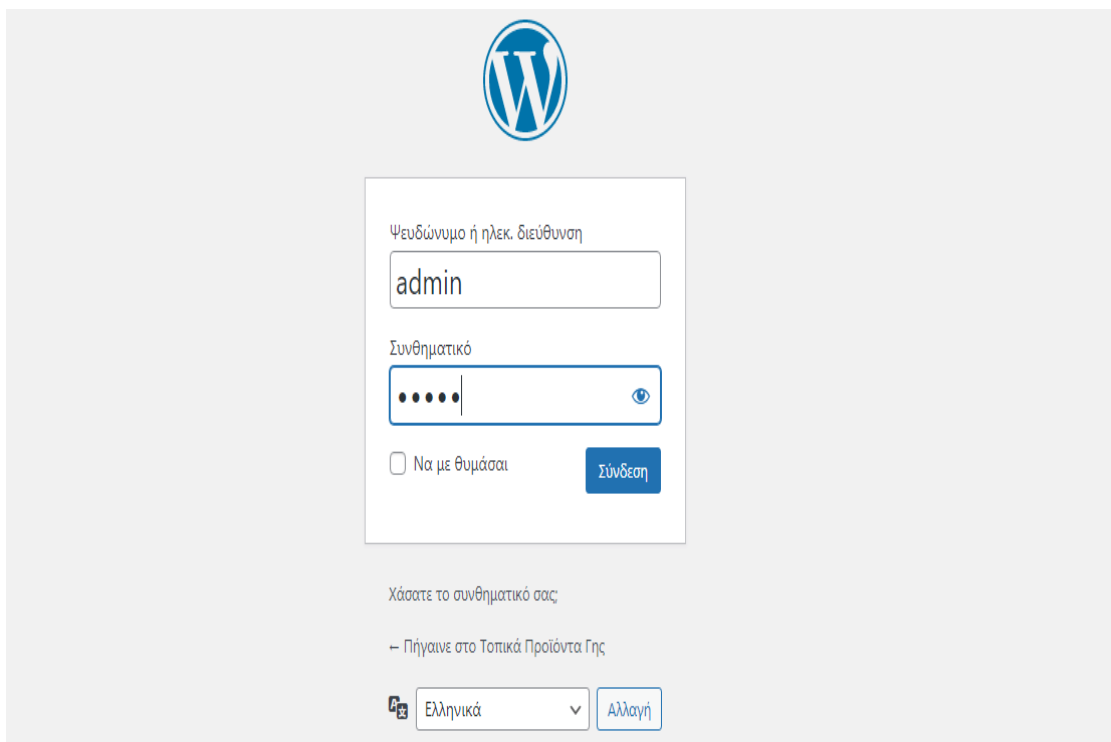 Ψευδώνυμο ή ηλεκ. διεύθυνση
admin
Συνθηματικό
•••••
Να με θυμάσαι
Σύνδεση
Χάσατε το συνθηματικό σας;
← Πήγαινε στο Τοπικά Προϊόντα Γης
Ελληνικά
Αλλαγή